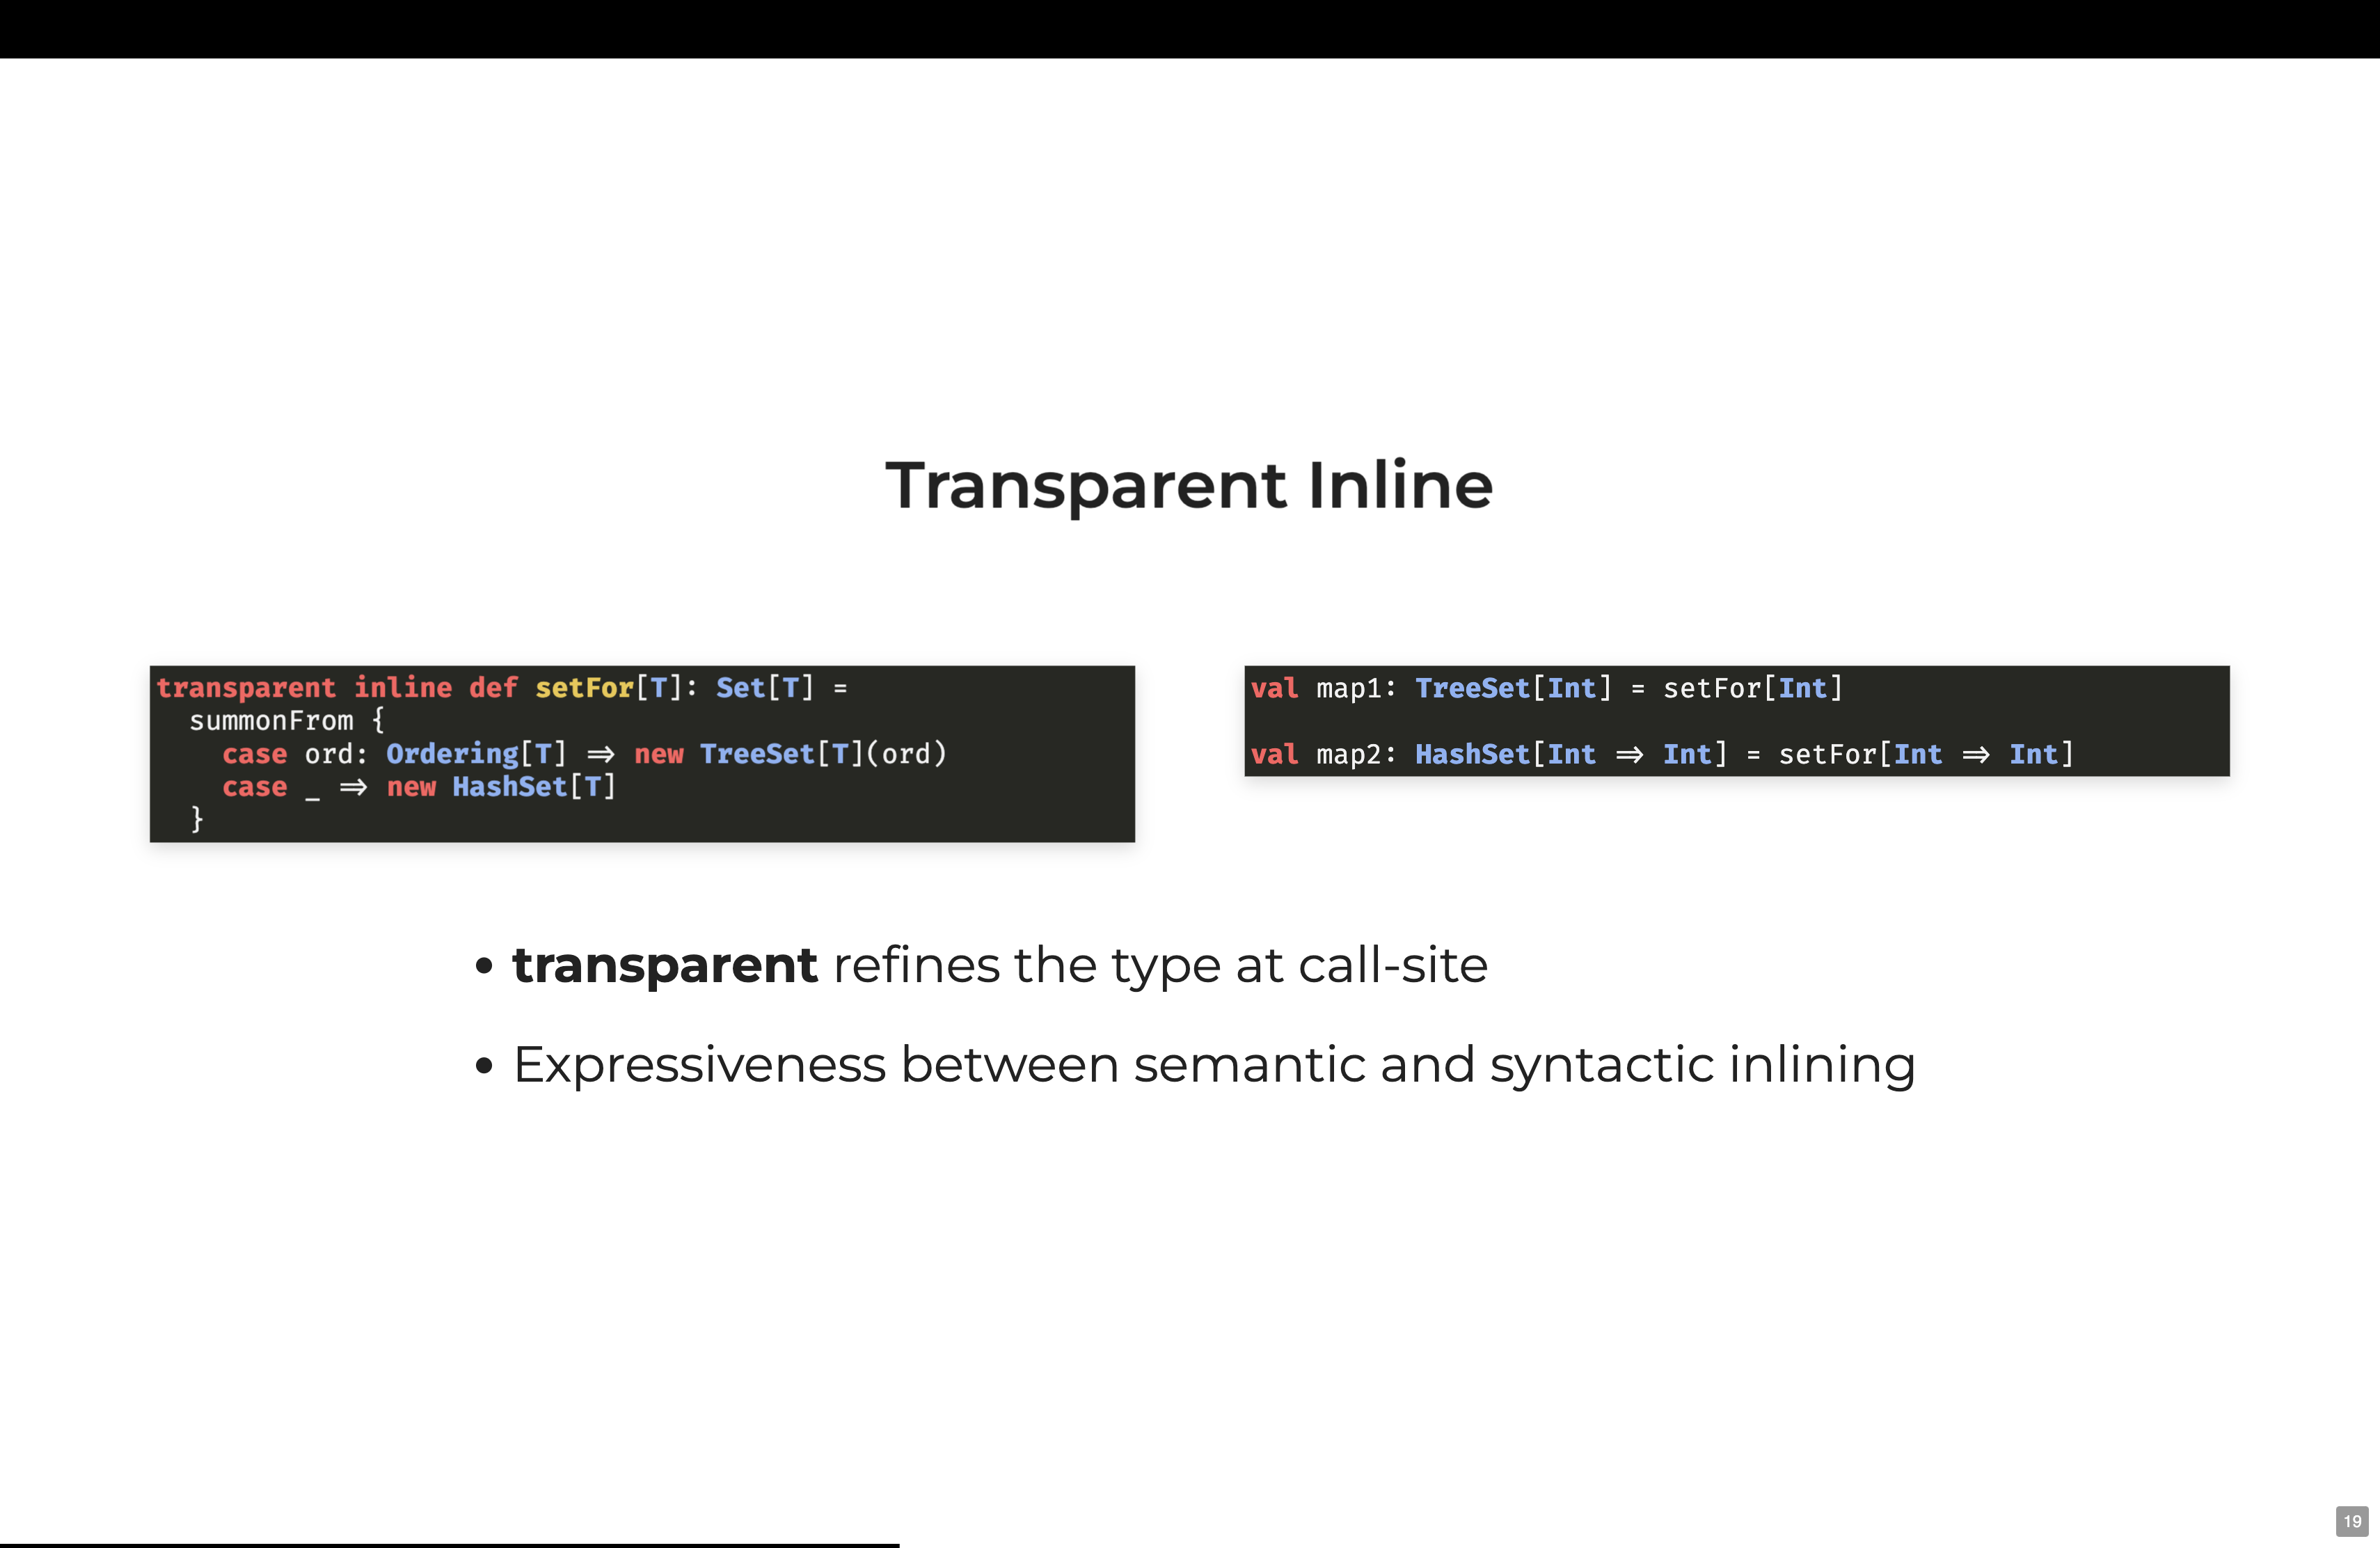 Transparent Inline
transparent inline def setFor[T]: Set[T] =
  summonFrom {
    case ord: Ordering[T] ⇒ new TreeSet[T](ord)
    case _ ⇒ new HashSet[T]
  }
val map1: TreeSet[Int] = setFor[Int]
val map2: HashSet[Int ⇒ Int] = setFor[Int ⇒ Int]
• transparent refines the type at call-site
• Expressiveness between semantic and syntactic inlining
19